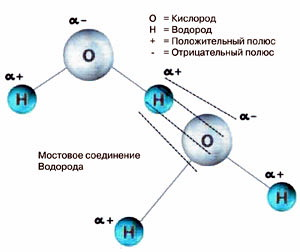 α-
O = Кислород
H = Водород
+ = Положительный полюс
- = Отрицательный полюс
O
α+
α+
H
H
α-
O
Мостовое соединение
Водорода
α+
H
α+
H